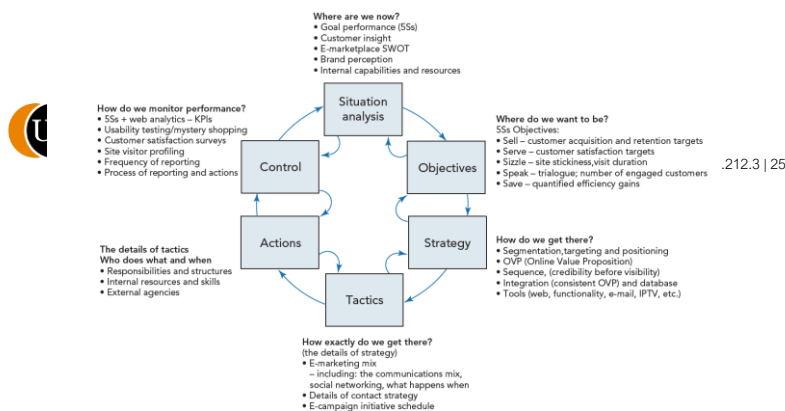 Where are we now?
• Goal performance (5Ss)
• Customer insight
• E-marketplace SWOT
• Brand perception
• Internal capabilities and resources
Situation
analysis
How do we monitor performance?
• 5Ss + web analytics – KPIs
• Usability testing/mystery shopping
• Customer satisfaction surveys
• Site visitor profiling
• Frequency of reporting
• Process of reporting and actions
Control
Where do we want to be?
5Ss Objectives:
• Sell – customer acquisition and retention targets
• Serve – customer satisfaction targets
• Sizzle – site stickiness,visit duration
• Speak – trialogue; number of engaged customers
• Save – quantified efficiency gains
Objectives
.212.3 | 25
U
The details of tactics
Who does what and when
• Responsibilities and structures
• Internal resources and skills
• External agencies
Actions
Strategy
How do we get there?
• Segmentation,targeting and positioning
• OVP (Online Value Proposition)
• Sequence, (credibility before visibility)
• Integration (consistent OVP) and database
• Tools (web, functionality, e-mail, IPTV, etc.)
Tactics
How exactly do we get there?
(the details of strategy)
• E-marketing mix
– including: the communications mix,
social networking, what happens when
• Details of contact strategy
• E-campaign initiative schedule